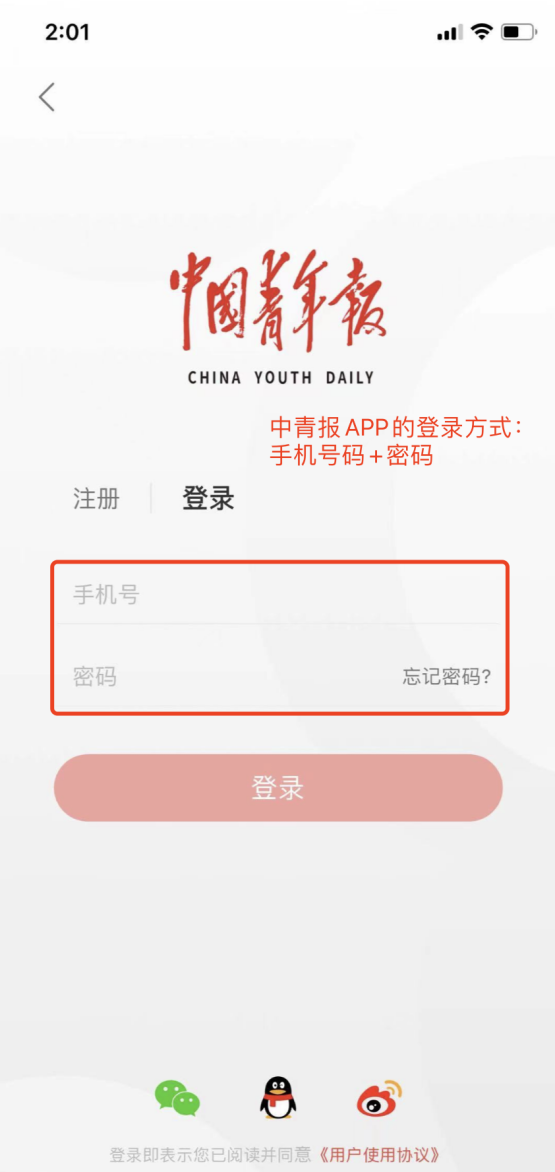 2:01
中国青年报
CHINA YOUTH DAILY
中青报APP的登录方式：
手机号码+密码
注册 登录
手机号
密码 忘记密码?
登录
登录即表示您已阅读并同意《用户使用协议》